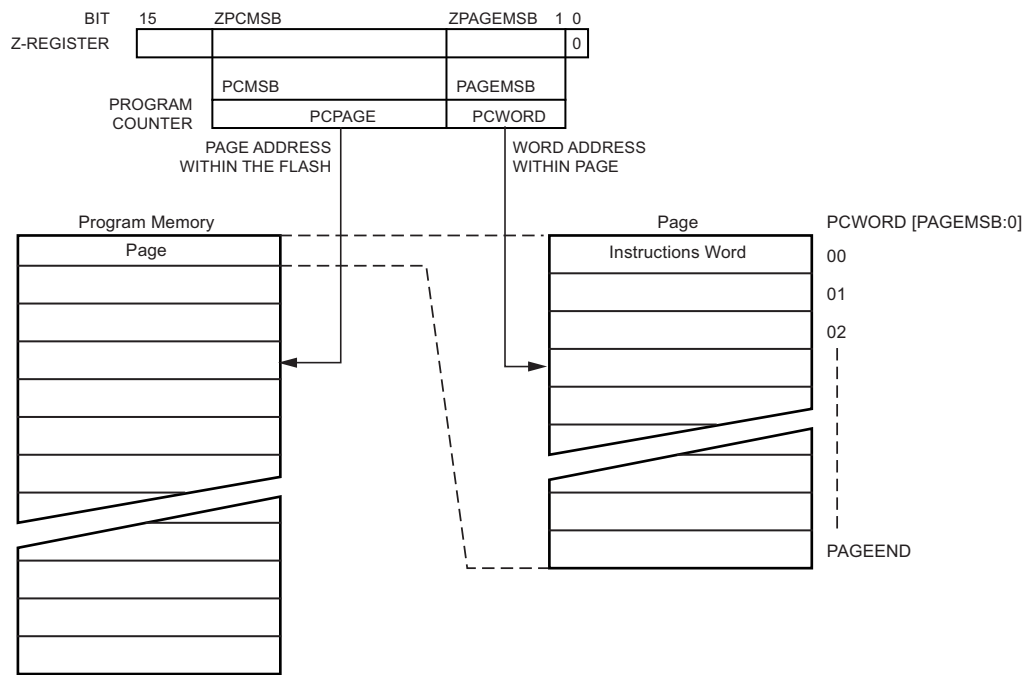 BIT 15 ZPCMSB ZPAGEMSB 1 0
Z-REGISTER 0
PCMSB PAGEMSB
PROGRAM
COUNTER
PCPAGE PCWORD
PAGE ADDRESS
WITHIN THE FLASH
WORD ADDRESS
WITHIN PAGE
Program Memory
Page
Page
Instructions Word
PCWORD [PAGEMSB:0]
00
01
02
PAGEEND